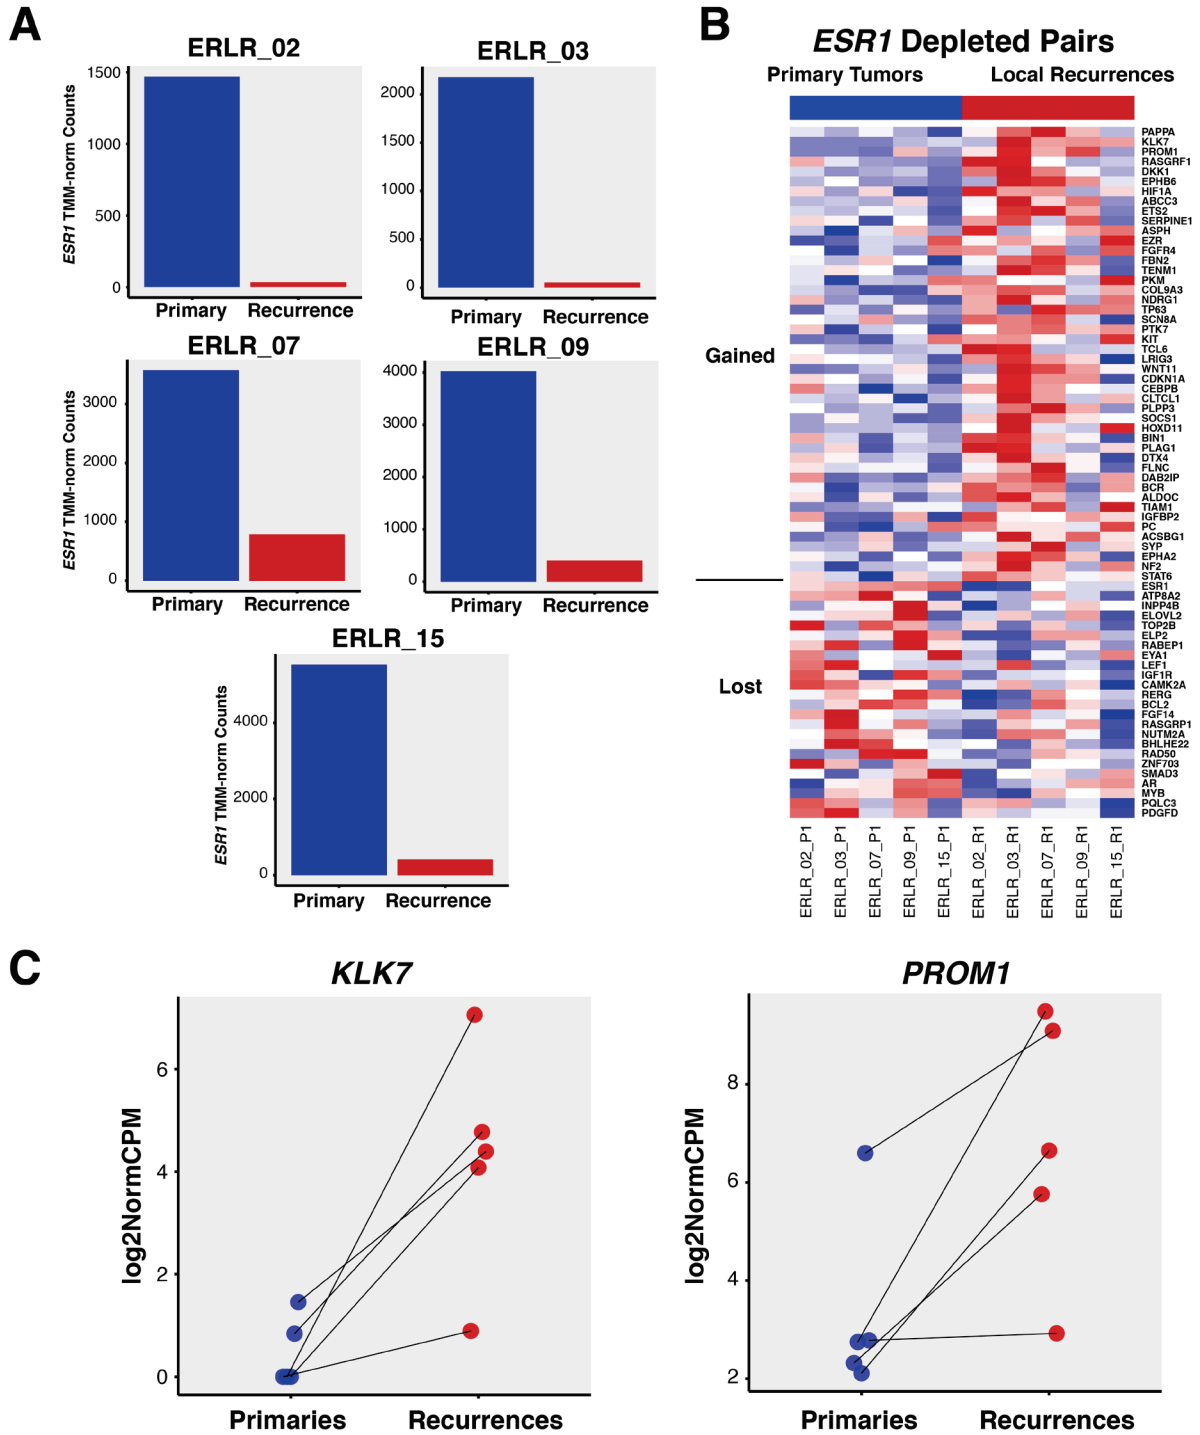 A
ERLR_02
ESR1 TMM-norm Counts
1500
1000
500
0
Primary
Recurrence
ERLR_03
2000
1500
1000
500
0
Primary
Recurrence
ERLR_07
ESR1 TMM-norm Counts
3000
2000
1000
0
Primary
Recurrence
ERLR_09
4000
3000
2000
1000
0
Primary
Recurrence
ERLR_15
ESR1 TMM-norm Counts
4000
2000
0
Primary
Recurrence
B
ESR1 Depleted Pairs
Primary Tumors
Local Recurrences
Gained
Lost
PAPPA
KLK7
PROM1
RASGRF1
DKK1
EPHB6
HIF1A
ABCC3
ETS2
SERPINE1
ASPH
EZR
FGFR4
FBN2
TENM1
PKM
COL9A3
NDRG1
TP63
SCN8A
PTK7
KIT
TCL6
LRIG3
WNT11
CDKN1A
CEBPB
CLTCL1
PLPP3
SOCS1
HOXD11
BIN1
PLAG1
DTX4
FLNC
DAB2IP
BCR
ALDOC
TIAM1
IGFBP2
PC
ACSBG1
SYP
EPHA2
NF2
STAT6
ESR1
ATP8A2
INPP4B
ELOVL2
TOP2B
ELP2
RABEP1
EYA1
LEF1
IGF1R
CAMK2A
RERG
BCL2
FGF14
RASGRP1
NUTM2A
BHLHE22
RAD50
ZNF703
SMAD3
AR
MYB
PQLC3
PDGFD
ERLR_02_P1
ERLR_03_P1
ERLR_07_P1
ERLR_09_P1
ERLR_15_P1
ERLR_02_R1
ERLR_03_R1
ERLR_07_R1
ERLR_09_R1
ERLR_15_R1
C
KLK7
log2NormCPM
6
4
2
0
Primaries
Recurrences
PROM1
log2NormCPM
8
6
4
2
Primaries
Recurrences